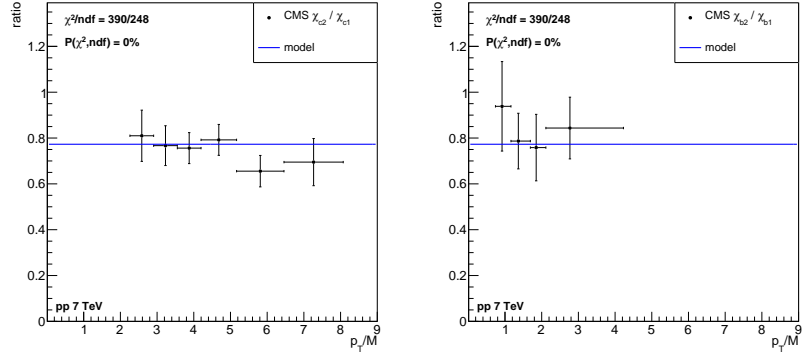 ratio
χ²/ndf = 390/248
P(χ²,ndf) = 0%
CMS χc2 / χc1
model
pp 7 TeV
0
0.2
0.4
0.6
0.8
1
1.2
1 2 3 4 5 6 7 8 9
pT/M
ratio
χ²/ndf = 390/248
P(χ²,ndf) = 0%
CMS χb2 / χb1
model
pp 7 TeV
0
0.2
0.4
0.6
0.8
1
1.2
1 2 3 4 5 6 7 8 9
pT/M